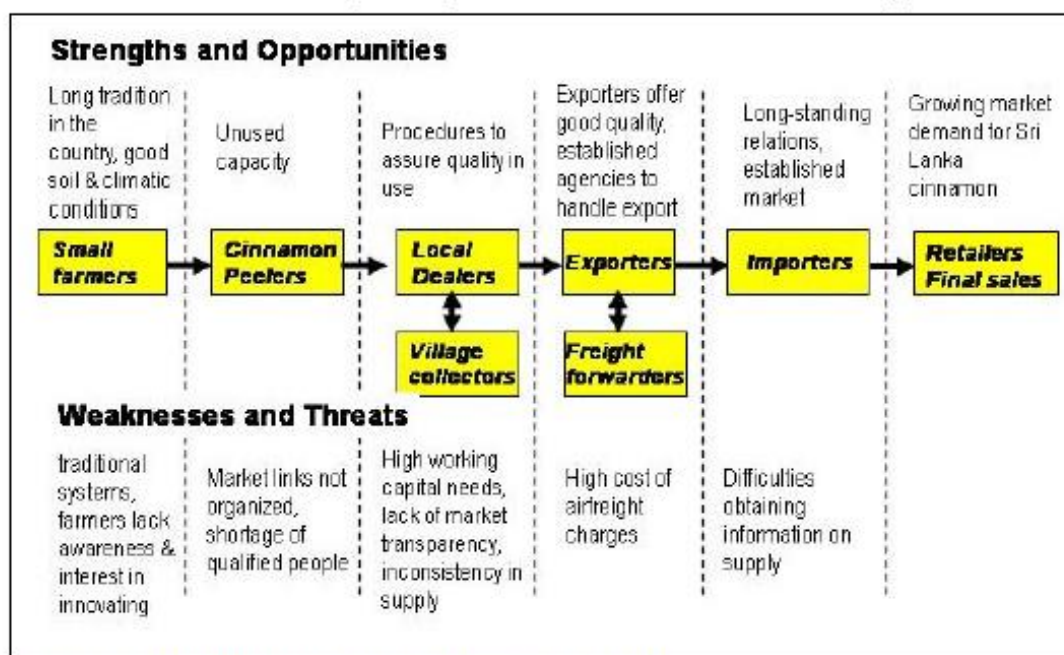 Strengths and Opportunities
Long tradition
in the
country, good
soil & climatic
conditions
Unused
capacity
Procedures to
assure quality in
use
Exporters offer
good quality,
established
agencies to
handle export
Long-standing
relations,
established
market
Growing market
demand for Sri
Lanka
cinnamon
Small
farmers
Cinnamon
Peelers
Local
Dealers
Exporters
Importers
Retailers
Final sales
Village
collectors
Freight
forwarders
Weaknesses and Threats
traditional
systems,
farmers lack
awareness &
interest in
innovating
Market links not
organized,
shortage of
qualified people
High working
capital needs,
lack of market
transparency,
inconsistency in
supply
High cost of
airfreight
charges
Difficulties
obtaining
information on
supply